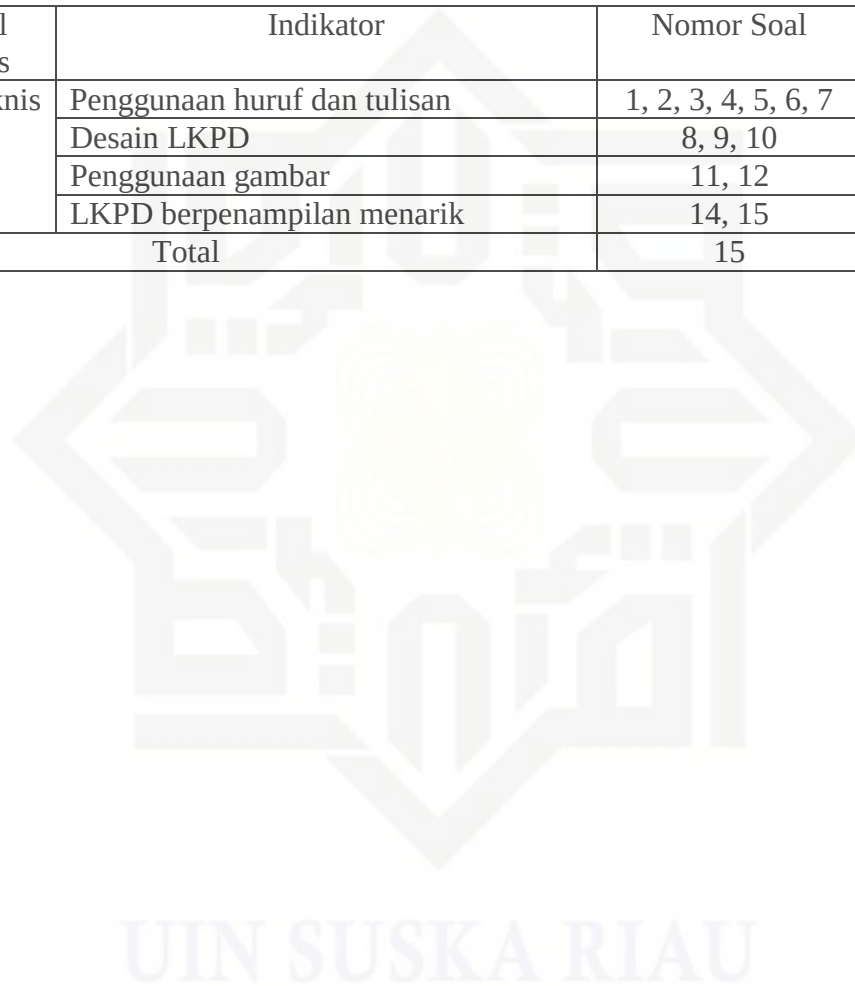 l Indikator Nomor Soal
s
knis Penggunaan huruf dan tulisan 1, 2, 3, 4, 5, 6, 7
Desain LKPD 8, 9, 10
Penggunaan gambar 11, 12
LKPD berpenampilan menarik 14, 15
Total 15
UIN SUSKA RIAU